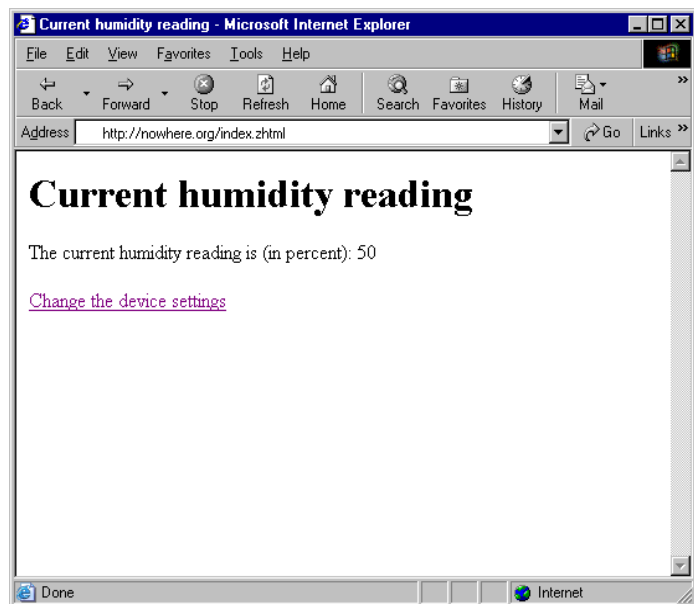 Current humidity reading - Microsoft Internet Explorer
File Edit View Favorites Tools Help
Back Forward Stop Refresh Home Search Favorites History Mail »
Address http://nowhere.org/index.zhtml Go Links »
Current humidity reading
The current humidity reading is (in percent): 50
Change the device settings
Done Internet